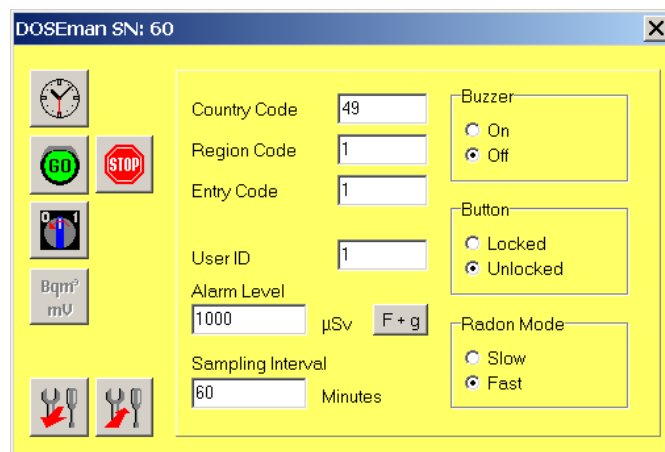 DOSEman SN: 60
GO
STOP
0 1
Bqm³
mV
Country Code 49
Region Code 1
Entry Code 1
User ID 1
Alarm Level
1000 µSv F + g
Sampling Interval
60 Minutes
Buzzer
On
Off
Button
Locked
Unlocked
Radon Mode
Slow
Fast